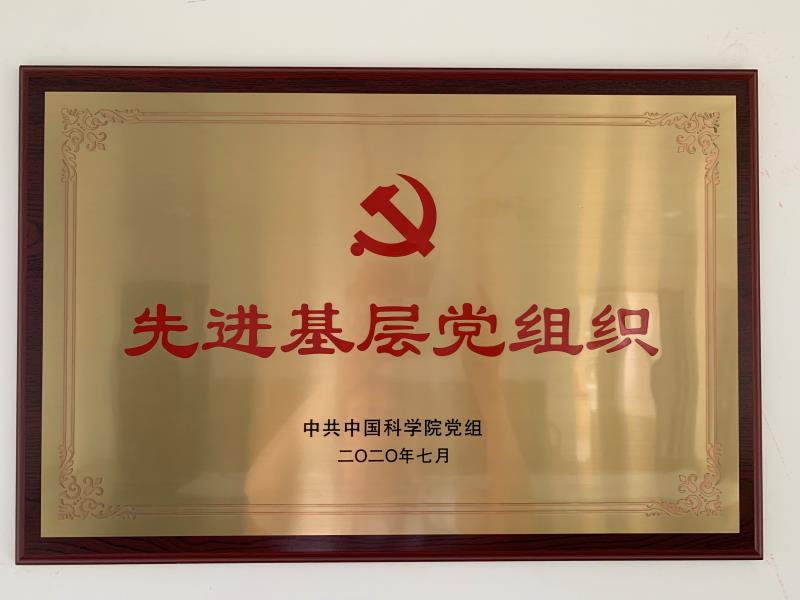 先进基层党组织
中共中国科学院党组
二〇二〇年七月